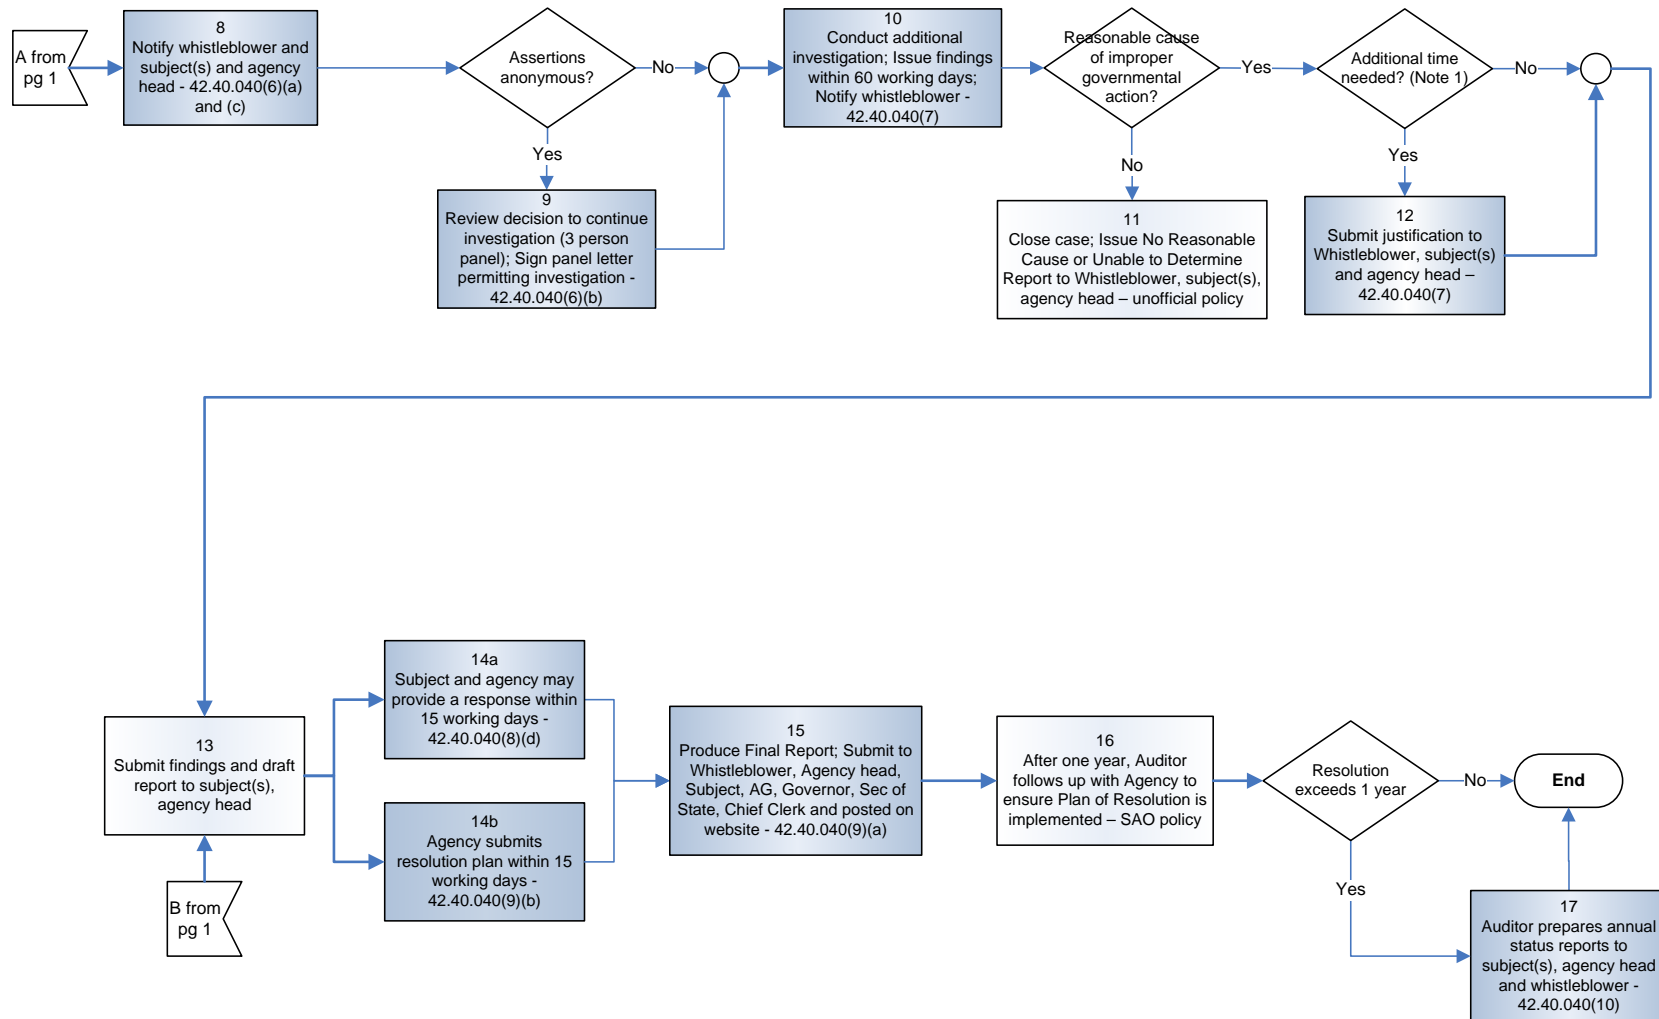 A from
pg 1
8
Notify whistleblower and
subject(s) and agency
head - 42.40.040(6)(a)
and (c)
Assertions
anonymous?
No
Yes
9
Review decision to continue
investigation (3 person
panel); Sign panel letter
permitting investigation -
42.40.040(6)(b)
10
Conduct additional
investigation; Issue findings
within 60 working days;
Notify whistleblower -
42.40.040(7)
Reasonable cause
of improper
governmental
action?
Yes
No
11
Close case; Issue No Reasonable
Cause or Unable to Determine
Report to Whistleblower, subject(s),
agency head – unofficial policy
Additional time
needed? (Note 1)
No
Yes
12
Submit justification to
Whistleblower, subject(s)
and agency head –
42.40.040(7)
13
Submit findings and draft
report to subject(s),
agency head
B from
pg 1
14a
Subject and agency may
provide a response within
15 working days -
42.40.040(8)(d)
14b
Agency submits
resolution plan within 15
working days -
42.40.040(9)(b)
15
Produce Final Report; Submit to
Whistleblower, Agency head,
Subject, AG, Governor, Sec of
State, Chief Clerk and posted on
website - 42.40.040(9)(a)
16
After one year, Auditor
follows up with Agency to
ensure Plan of Resolution is
implemented – SAO policy
Resolution
exceeds 1 year
No
End
Yes
17
Auditor prepares annual
status reports to
subject(s), agency head
and whistleblower -
42.40.040(10)